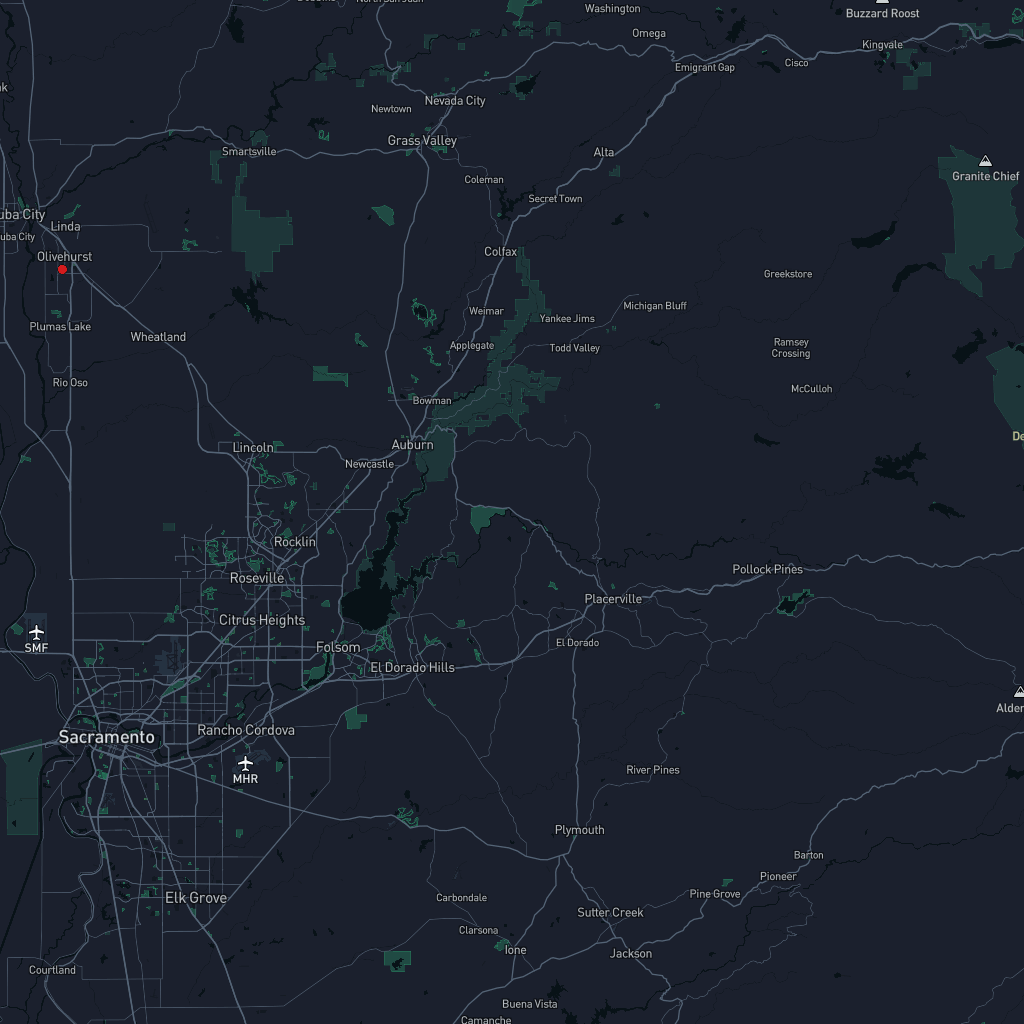 Washington
Buzzard Roost
Omega
Kingvale
Cisco
Emigrant Gap
Nevada City
Newtown
Grass Valley
Smartsville
Alta
Granite Chief
Coleman
Secret Town
uba City
Linda
uba City
Olivehurst
Colfax
Greekstore
Michigan Bluff
Weimar
Yankee Jims
Plumas Lake
Wheatland
Applegate
Todd Valley
Ramsey
Crossing
Rio Oso
McCulloh
Bowman
De
Auburn
Lincoln
Newcastle
Rocklin
Roseville
Pollock Pines
Placerville
Citrus Heights
SMF
Folsom
El Dorado
El Dorado Hills
Alder
Rancho Cordova
Sacramento
MHR
River Pines
Plymouth
Barton
Pioneer
Pine Grove
Elk Grove
Carbondale
Sutter Creek
Clarsona
Ione
Jackson
Courtland
Buena Vista
Camanche